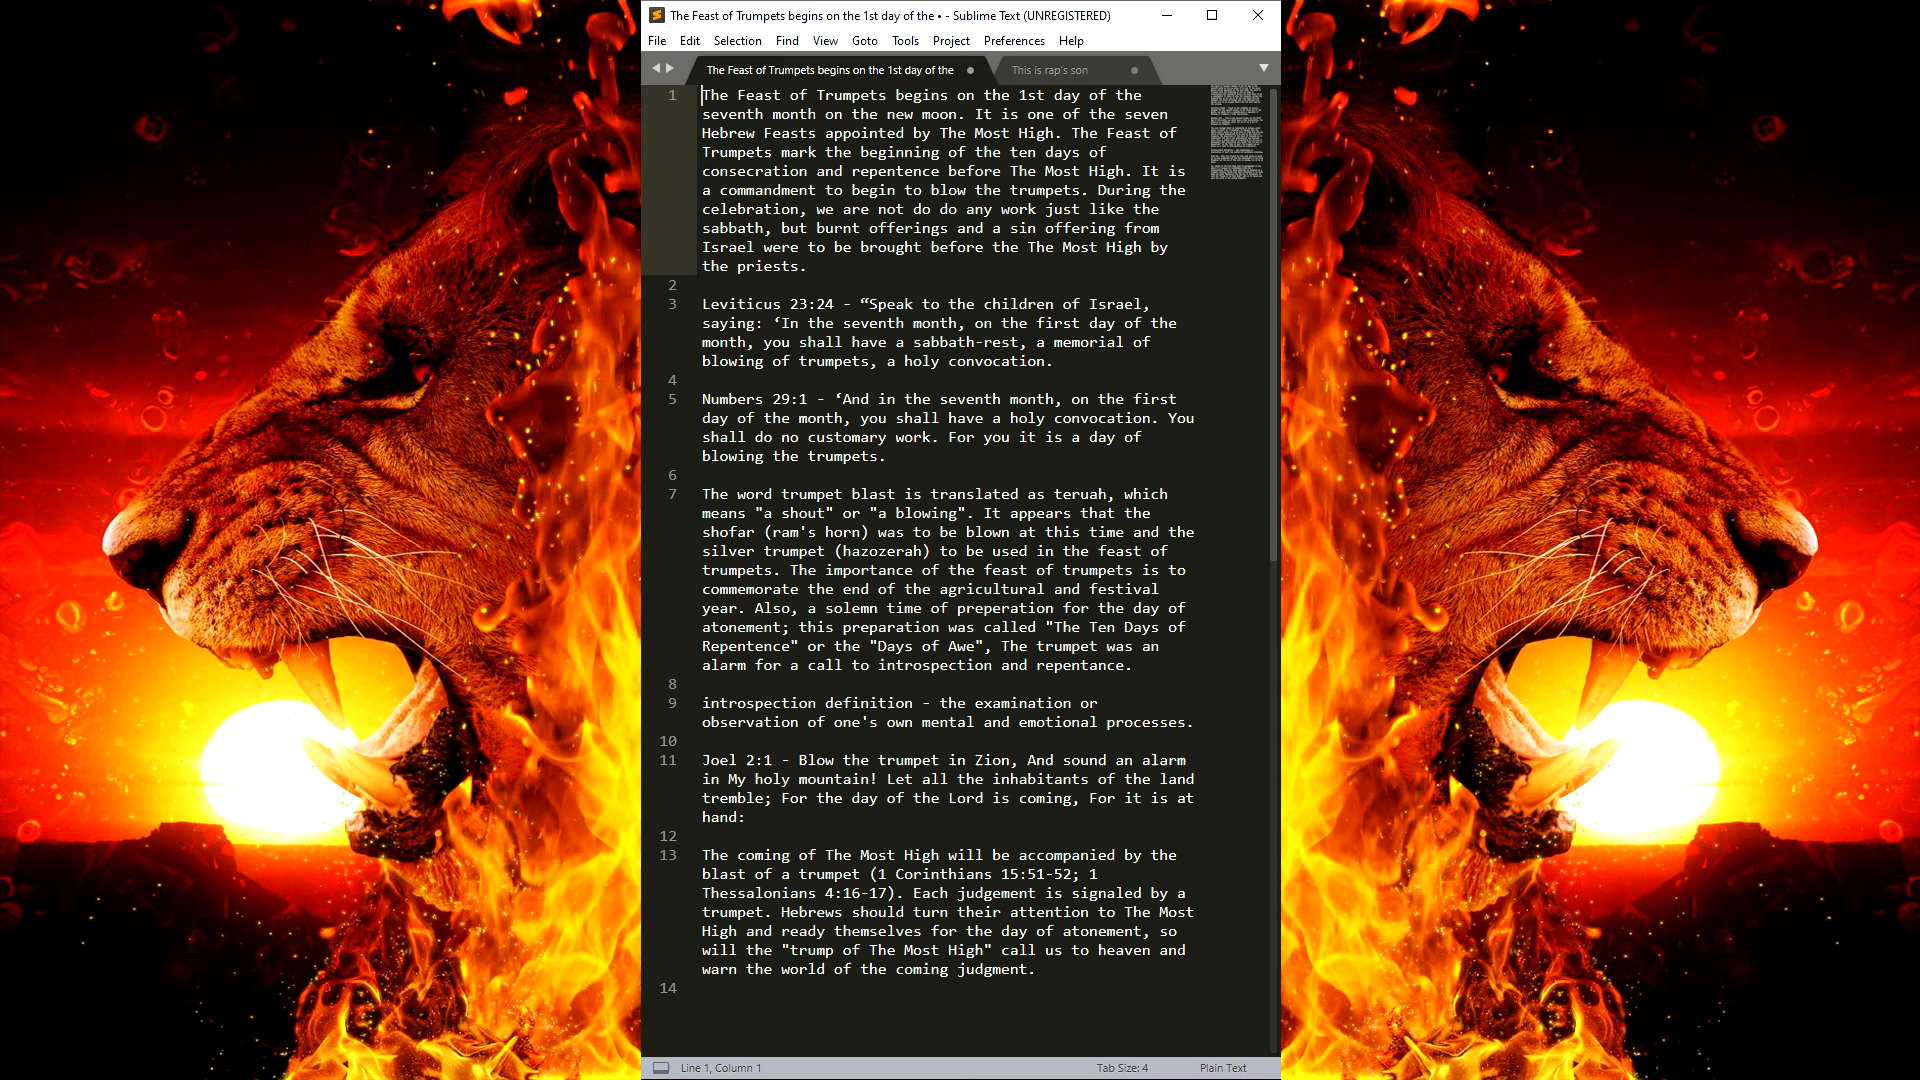 The Feast of Trumpets begins on the 1st day of the • - Sublime Text (UNREGISTERED)
File Edit Selection Find View Goto Tools Project Preferences Help
The Feast of Trumpets begins on the 1st day of the
This is rap's son
1 The Feast of Trumpets begins on the 1st day of the
seventh month on the new moon. It is one of the seven
Hebrew Feasts appointed by The Most High. The Feast of
Trumpets mark the beginning of the ten days of
consecration and repentence before The Most High. It is
a commandment to begin to blow the trumpets. During the
celebration, we are not do do any work just like the
sabbath, but burnt offerings and a sin offering from
Israel were to be brought before the The Most High by
the priests.
2
3 Leviticus 23:24 - “Speak to the children of Israel,
saying: ‘In the seventh month, on the first day of the
month, you shall have a sabbath-rest, a memorial of
blowing of trumpets, a holy convocation.
4
5 Numbers 29:1 - ‘And in the seventh month, on the first
day of the month, you shall have a holy convocation. You
shall do no customary work. For you it is a day of
blowing the trumpets.
6
7 The word trumpet blast is translated as teruah, which
means "a shout" or "a blowing". It appears that the
shofar (ram's horn) was to be blown at this time and the
silver trumpet (hazozerah) to be used in the feast of
trumpets. The importance of the feast of trumpets is to
commemorate the end of the agricultural and festival
year. Also, a solemn time of preperation for the day of
atonement; this preparation was called "The Ten Days of
Repentence" or the "Days of Awe", The trumpet was an
alarm for a call to introspection and repentance.
8
9 introspection definition - the examination or
observation of one's own mental and emotional processes.
10
11 Joel 2:1 - Blow the trumpet in Zion, And sound an alarm
in My holy mountain! Let all the inhabitants of the land
tremble; For the day of the Lord is coming, For it is at
hand:
12
13 The coming of The Most High will be accompanied by the
blast of a trumpet (1 Corinthians 15:51-52; 1
Thessalonians 4:16-17). Each judgement is signaled by a
trumpet. Hebrews should turn their attention to The Most
High and ready themselves for the day of atonement, so
will the "trump of The Most High" call us to heaven and
warn the world of the coming judgment.
14
Line 1, Column 1
Tab Size: 4
Plain Text